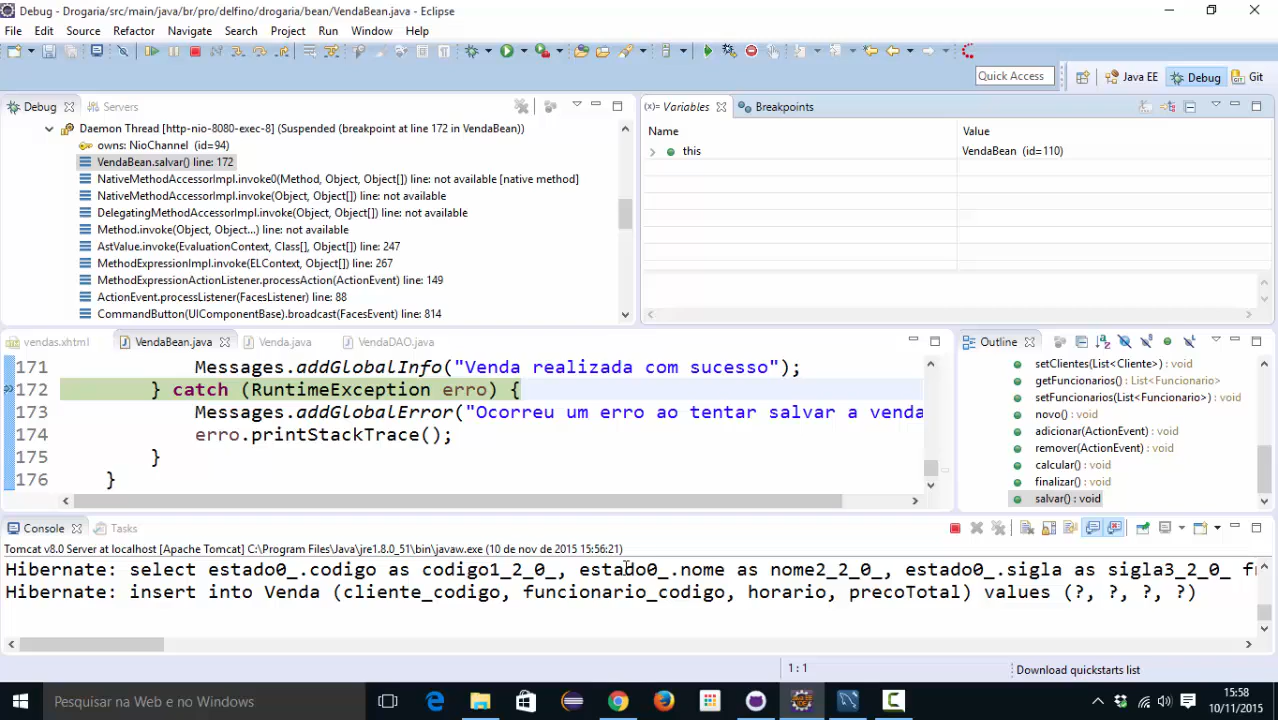 Debug - Drogaria/src/main/java/br/pro/delfino/drogaria/bean/VendaBean.java - Eclipse
File Edit Source Refactor Navigate Search Project Run Window Help
Quick Access
Java EE
Debug
Git
Debug
Servers
Daemon Thread [http-nio-8080-exec-8] (Suspended (breakpoint at line 172 in VendaBean))
owns: NioChannel (id=94)
VendaBean.salvar() line: 172
NativeMethodAccessorImpl.invoke0(Method, Object, Object[]) line: not available [native method]
NativeMethodAccessorImpl.invoke(Object, Object[]) line: not available
DelegatingMethodAccessorImpl.invoke(Object, Object[]) line: not available
Method.invoke(Object, Object...) line: not available
AstValue.invoke(EvaluationContext, Class[], Object[]) line: 247
MethodExpressionImpl.invoke(ELContext, Object[]) line: 267
MethodExpressionActionListener.processAction(ActionEvent) line: 149
ActionEvent.processListener(FacesListener) line: 88
CommandButton(UIComponentBase).broadcast(FacesEvent) line: 814
(x)= Variables
Breakpoints
Name Value
this VendaBean (id=110)
vendas.xhtml
VendaBean.java
Venda.java
VendaDAO.java
171 Messages.addGlobalInfo("Venda realizada com sucesso");
172 } catch (RuntimeException erro) {
173 Messages.addGlobalError("Ocorreu um erro ao tentar salvar a venda
174 erro.printStackTrace();
175 }
176 }
Outline
setClientes(List<Cliente>) : void
getFuncionarios() : List<Funcionario>
setFuncionarios(List<Funcionario>) : void
novo() : void
adicionar(ActionEvent) : void
remover(ActionEvent) : void
calcular() : void
finalizar() : void
salvar() : void
Console
Tasks
Tomcat v8.0 Server at localhost [Apache Tomcat] C:\Program Files\Java\jre1.8.0_51\bin\javaw.exe (10 de nov de 2015 15:56:21)
Hibernate: select estado0_.codigo as codigo1_2_0_, estado0_.nome as nome2_2_0_, estado0_.sigla as sigla3_2_0_ fr
Hibernate: insert into Venda (cliente_codigo, funcionario_codigo, horario, precoTotal) values (?, ?, ?, ?)
1 : 1
Download quickstarts list
Pesquisar na Web e no Windows
15:58
10/11/2015